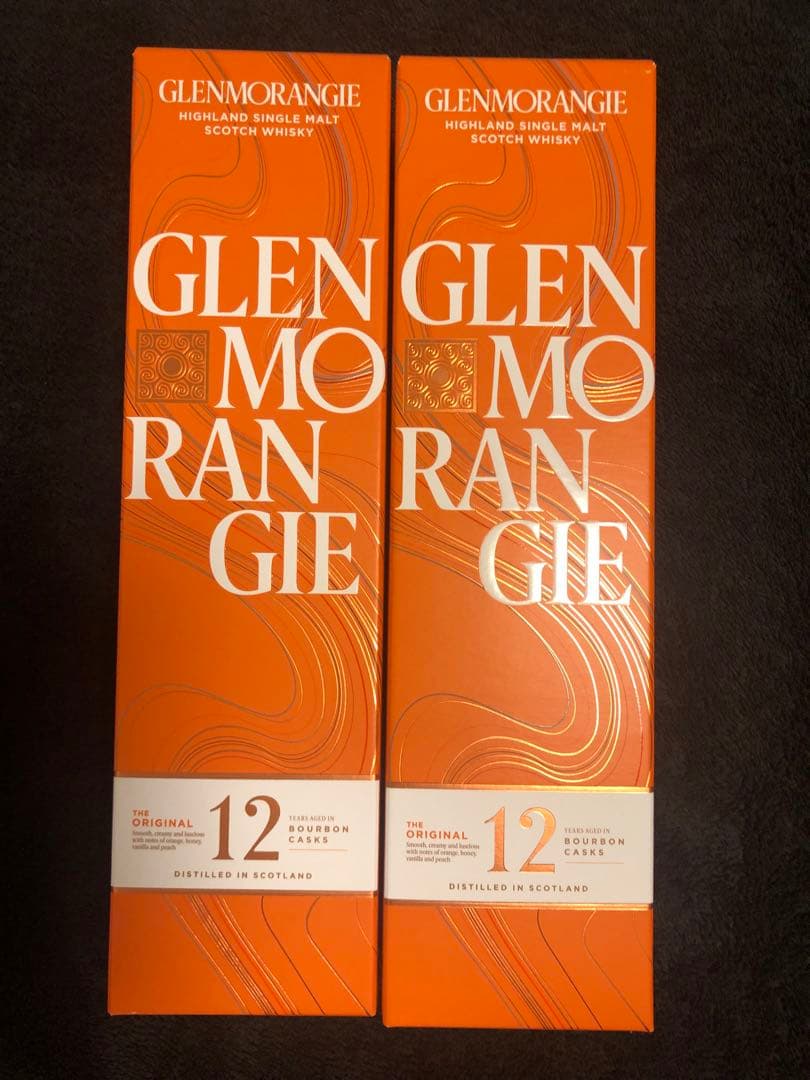 GLENMORANGIE
HIGHLAND SINGLE MALT
SCOTCH WHISKY
GLEN
MO
RAN
GIE
THE
ORIGINAL
Smooth, creamy and luscious
with notes of orange, honey,
vanilla and peach
12
YEARS AGED IN
BOURBON
CASKS
DISTILLED IN SCOTLAND
GLENMORANGIE
HIGHLAND SINGLE MALT
SCOTCH WHISKY
GLEN
MO
RAN
GIE
THE
ORIGINAL
Smooth, creamy and luscious
with notes of orange, honey,
vanilla and peach
12
YEARS AGED IN
BOURBON
CASKS
DISTILLED IN SCOTLAND